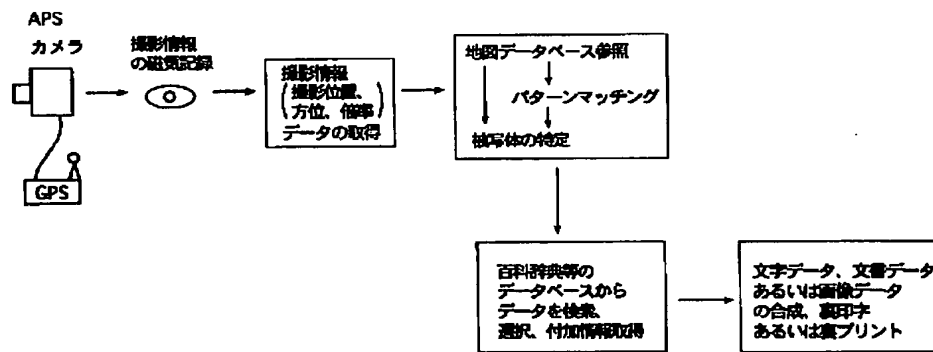 APS
カメラ
撮影情報
の磁気記録
GPS
撮影情報
(撮影位置、
方位、倍率)
データの取得
地図データベース参照
パターンマッチング
被写体の特定
百科辞典等の
データベースから
データを検索、
選択、付加情報取得
文字データ、文書データ
あるいは画像データ
の合成、裏印字
あるいは裏プリント